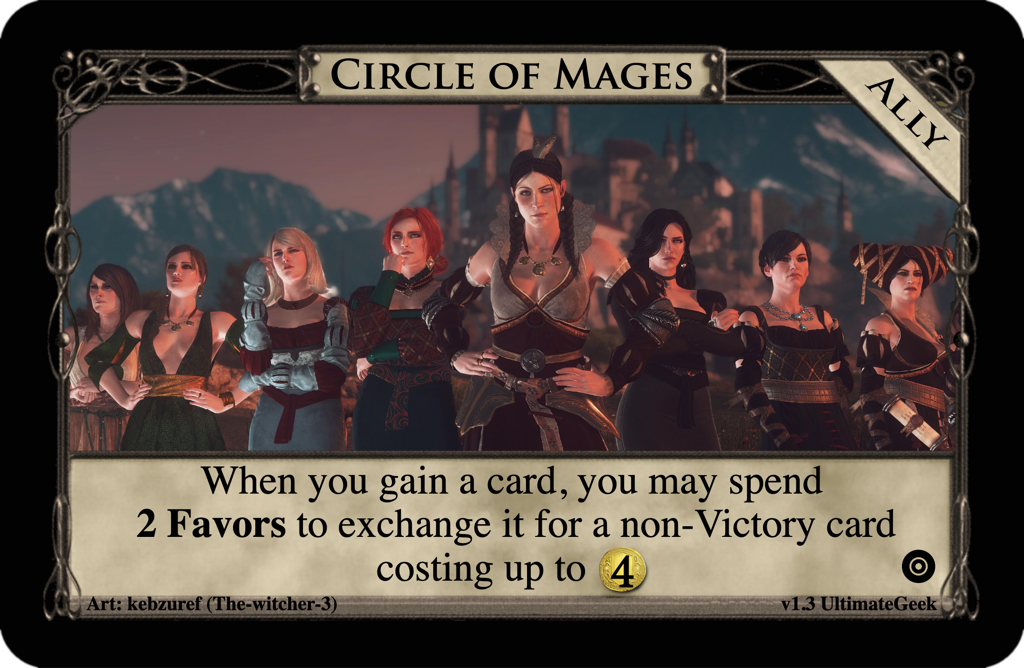 Circle of Mages
Ally
When you gain a card, you may spend
2 Favors to exchange it for a non-Victory card
costing up to 4
Art: kebzuref (The-witcher-3)
v1.3 UltimateGeek